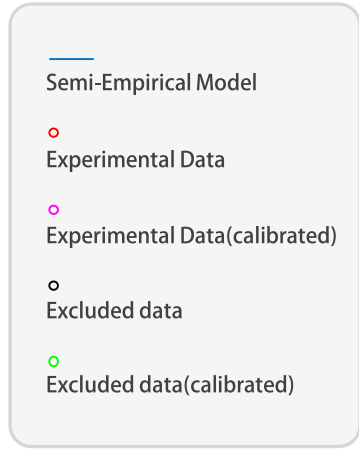 Semi-Empirical Model
Experimental Data
Experimental Data(calibrated)
Excluded data
Excluded data(calibrated)